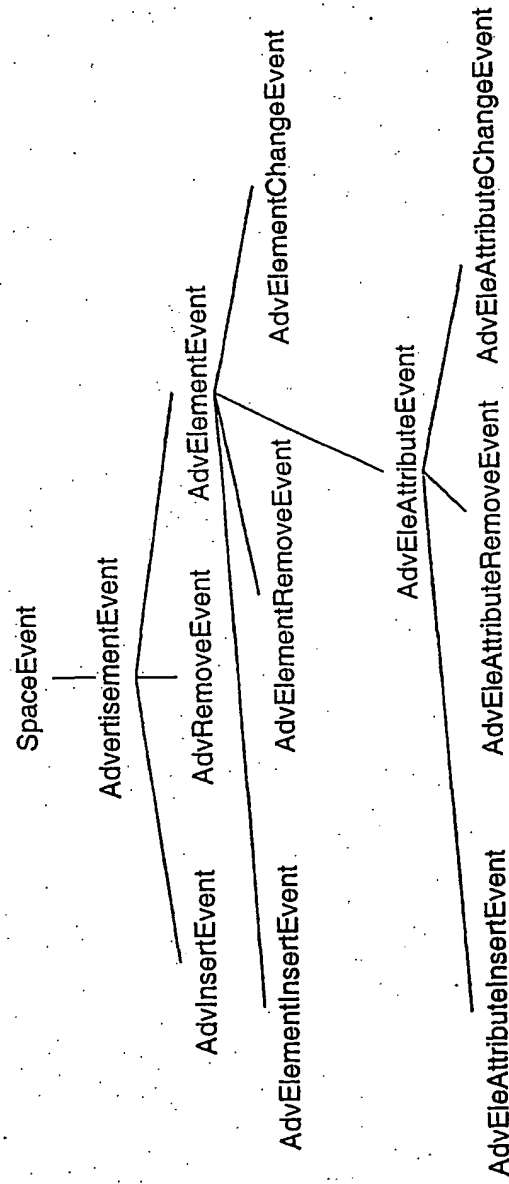 SpaceEvent
AdvertisementEvent
AdvInsertEvent
AdvRemoveEvent
AdvElementEvent
AdvElementInsertEvent
AdvElementRemoveEvent
AdvElementChangeEvent
AdvEleAttributeEvent
AdvEleAttributeInsertEvent
AdvEleAttributeRemoveEvent
AdvEleAttributeChangeEvent